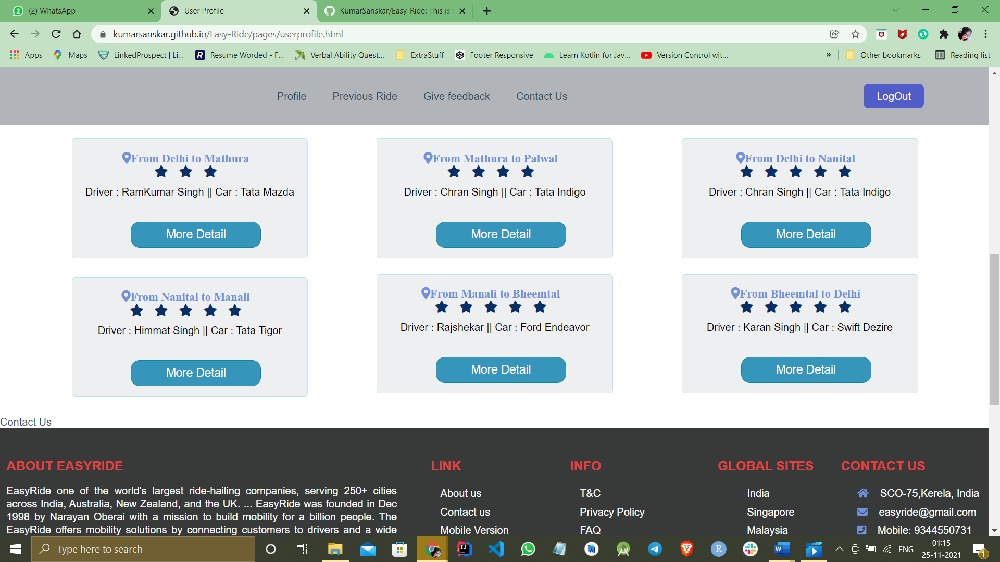 (2) WhatsApp
User Profile
KumarSanskar/Easy-Ride: This is
kumarsanskar.github.io/Easy-Ride/pages/userprofile.html
Apps
Maps
LinkedProspect | Li...
Resume Worded - F...
Verbal Ability Quest...
ExtraStuff
Footer Responsive
Learn Kotlin for Jav...
Version Control wit...
»
Other bookmarks
Reading list
Profile
Previous Ride
Give feedback
Contact Us
LogOut
From Delhi to Mathura
Driver : RamKumar Singh || Car : Tata Mazda
More Detail
From Mathura to Palwal
Driver : Chran Singh || Car : Tata Indigo
More Detail
From Delhi to Nanital
Driver : Chran Singh || Car : Tata Indigo
More Detail
From Nanital to Manali
Driver : Himmat Singh || Car : Tata Tigor
More Detail
From Manali to Bheemtal
Driver : Rajshekar || Car : Ford Endeavor
More Detail
From Bheemtal to Delhi
Driver : Karan Singh || Car : Swift Dezire
More Detail
Contact Us
ABOUT EASYRIDE
EasyRide one of the world's largest ride-hailing companies, serving 250+ cities
across India, Australia, New Zealand, and the UK. ... EasyRide was founded in Dec
1998 by Narayan Oberai with a mission to build mobility for a billion people. The
EasyRide offers mobility solutions by connecting customers to drivers and a wide
LINK
About us
Contact us
Mobile Version
INFO
T&C
Privacy Policy
FAQ
GLOBAL SITES
India
Singapore
Malaysia
CONTACT US
SCO-75,Kerela, India
easyride@gmail.com
Mobile: 9344550731
Type here to search
ENG
01:15
25-11-2021
1